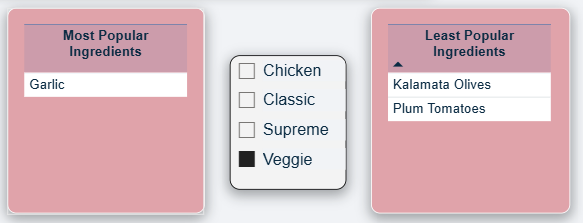 Most Popular
Ingredients
Garlic
Chicken
Classic
Supreme
Veggie
Least Popular
Ingredients
Kalamata Olives
Plum Tomatoes